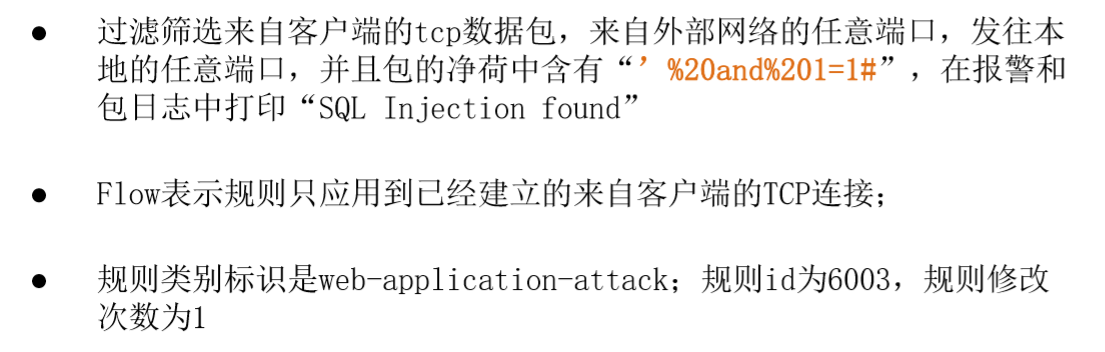 ● 过滤筛选来自客户端的tcp数据包，来自外部网络的任意端口，发往本
地的任意端口，并且包的净荷中含有“’%20and%201=1#”，在报警和
包日志中打印“SQL Injection found”
● Flow表示规则只应用到已经建立的来自客户端的TCP连接；
● 规则类别标识是web-application-attack；规则id为6003，规则修改
次数为1